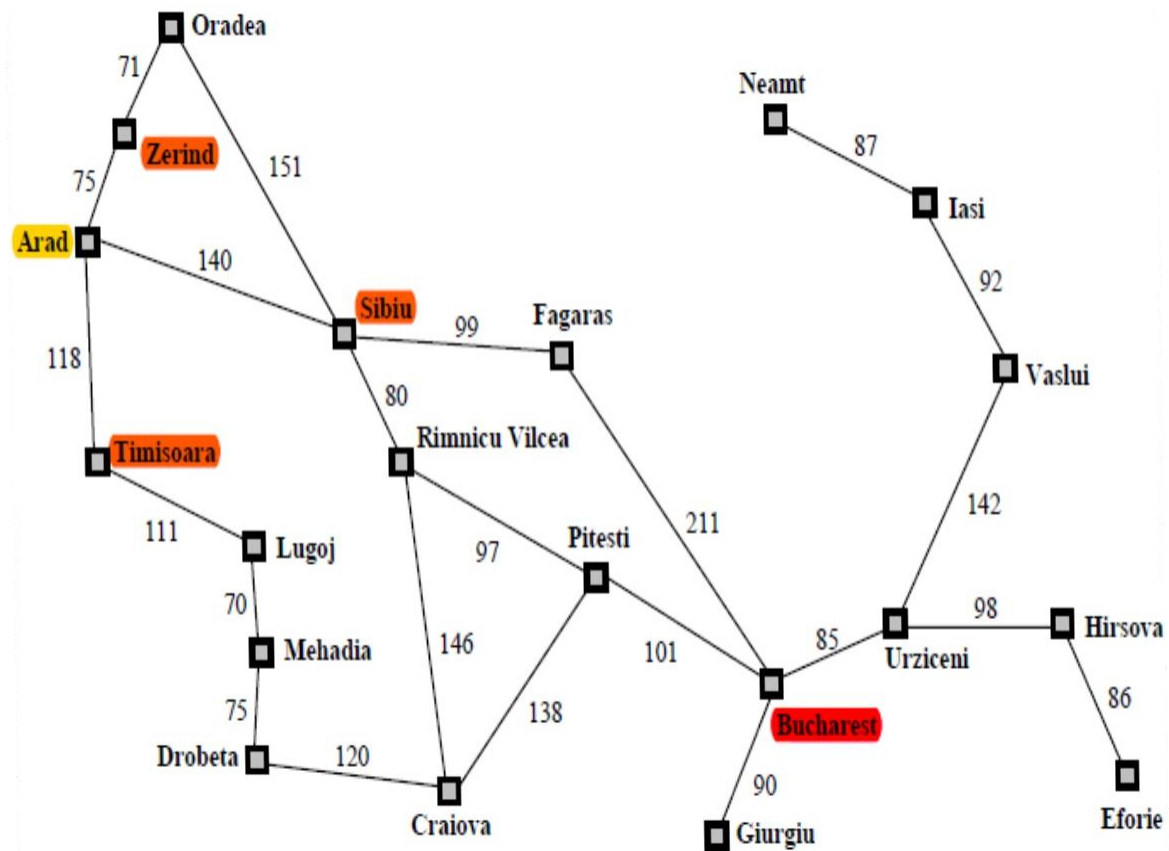 Oradea
71
Neamt
Zerind
87
151
75
Iasi
Arad
140
92
Sibiu
Fagaras
99
118
Vaslui
80
Rimnicu Vilcea
Timisoara
142
111
211
Lugoj
97
Pitesti
70
98
Hirsova
146
85
Mehadia
101
Urziceni
75
138
86
Bucharest
Drobeta
120
90
Craiova
Giurgiu
Eforie